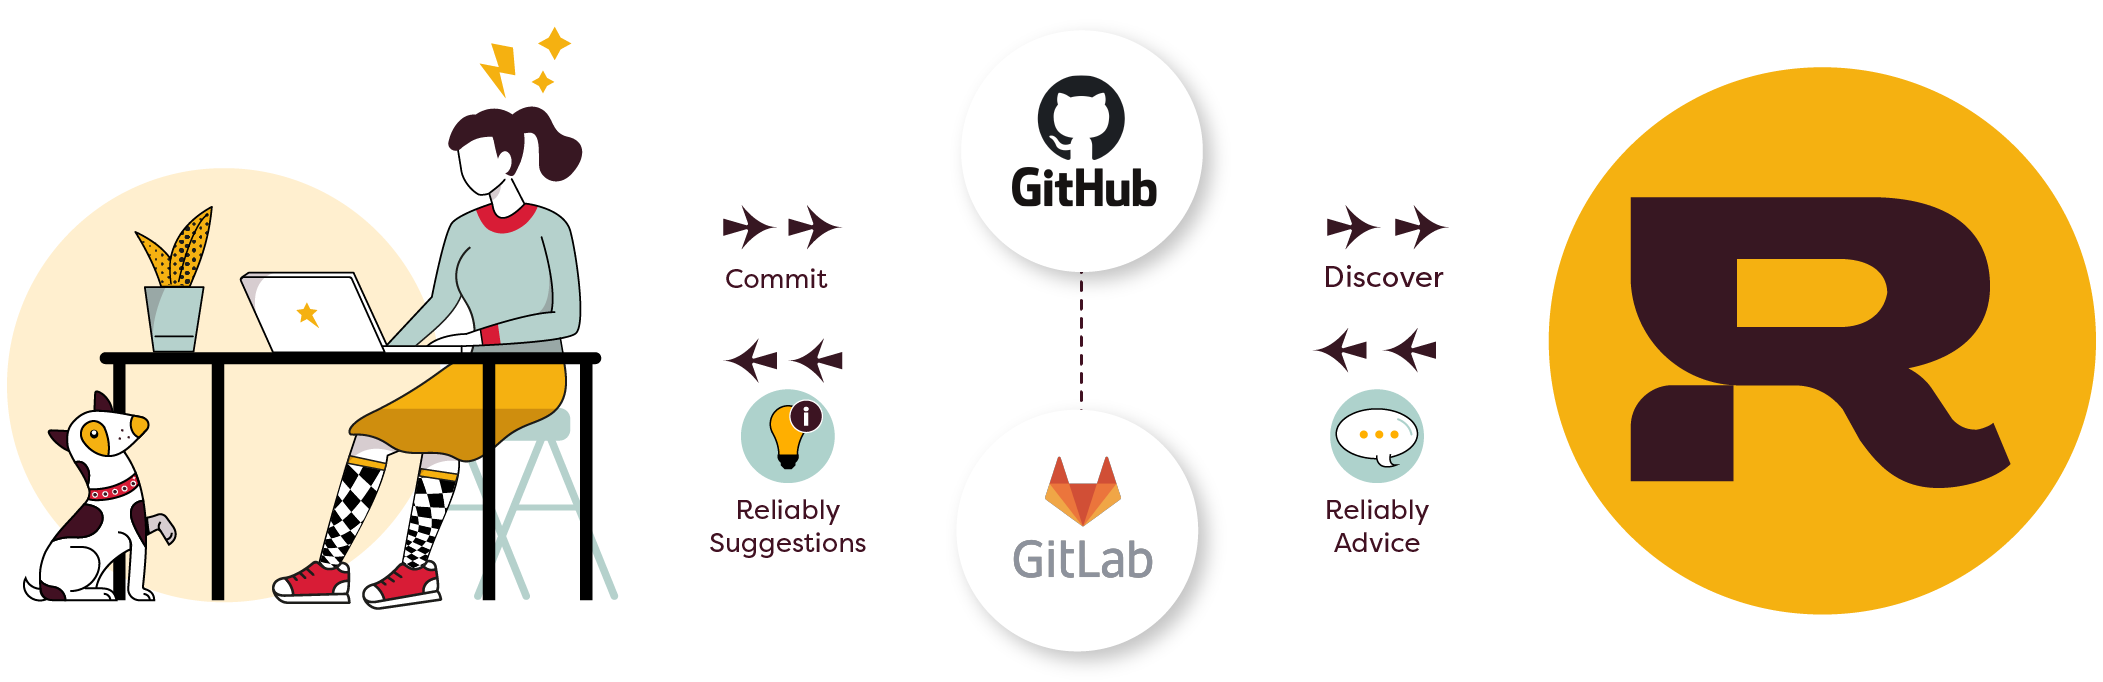 GitHub
Commit
Discover
i
Reliably
Suggestions
GitLab
Reliably
Advice
R